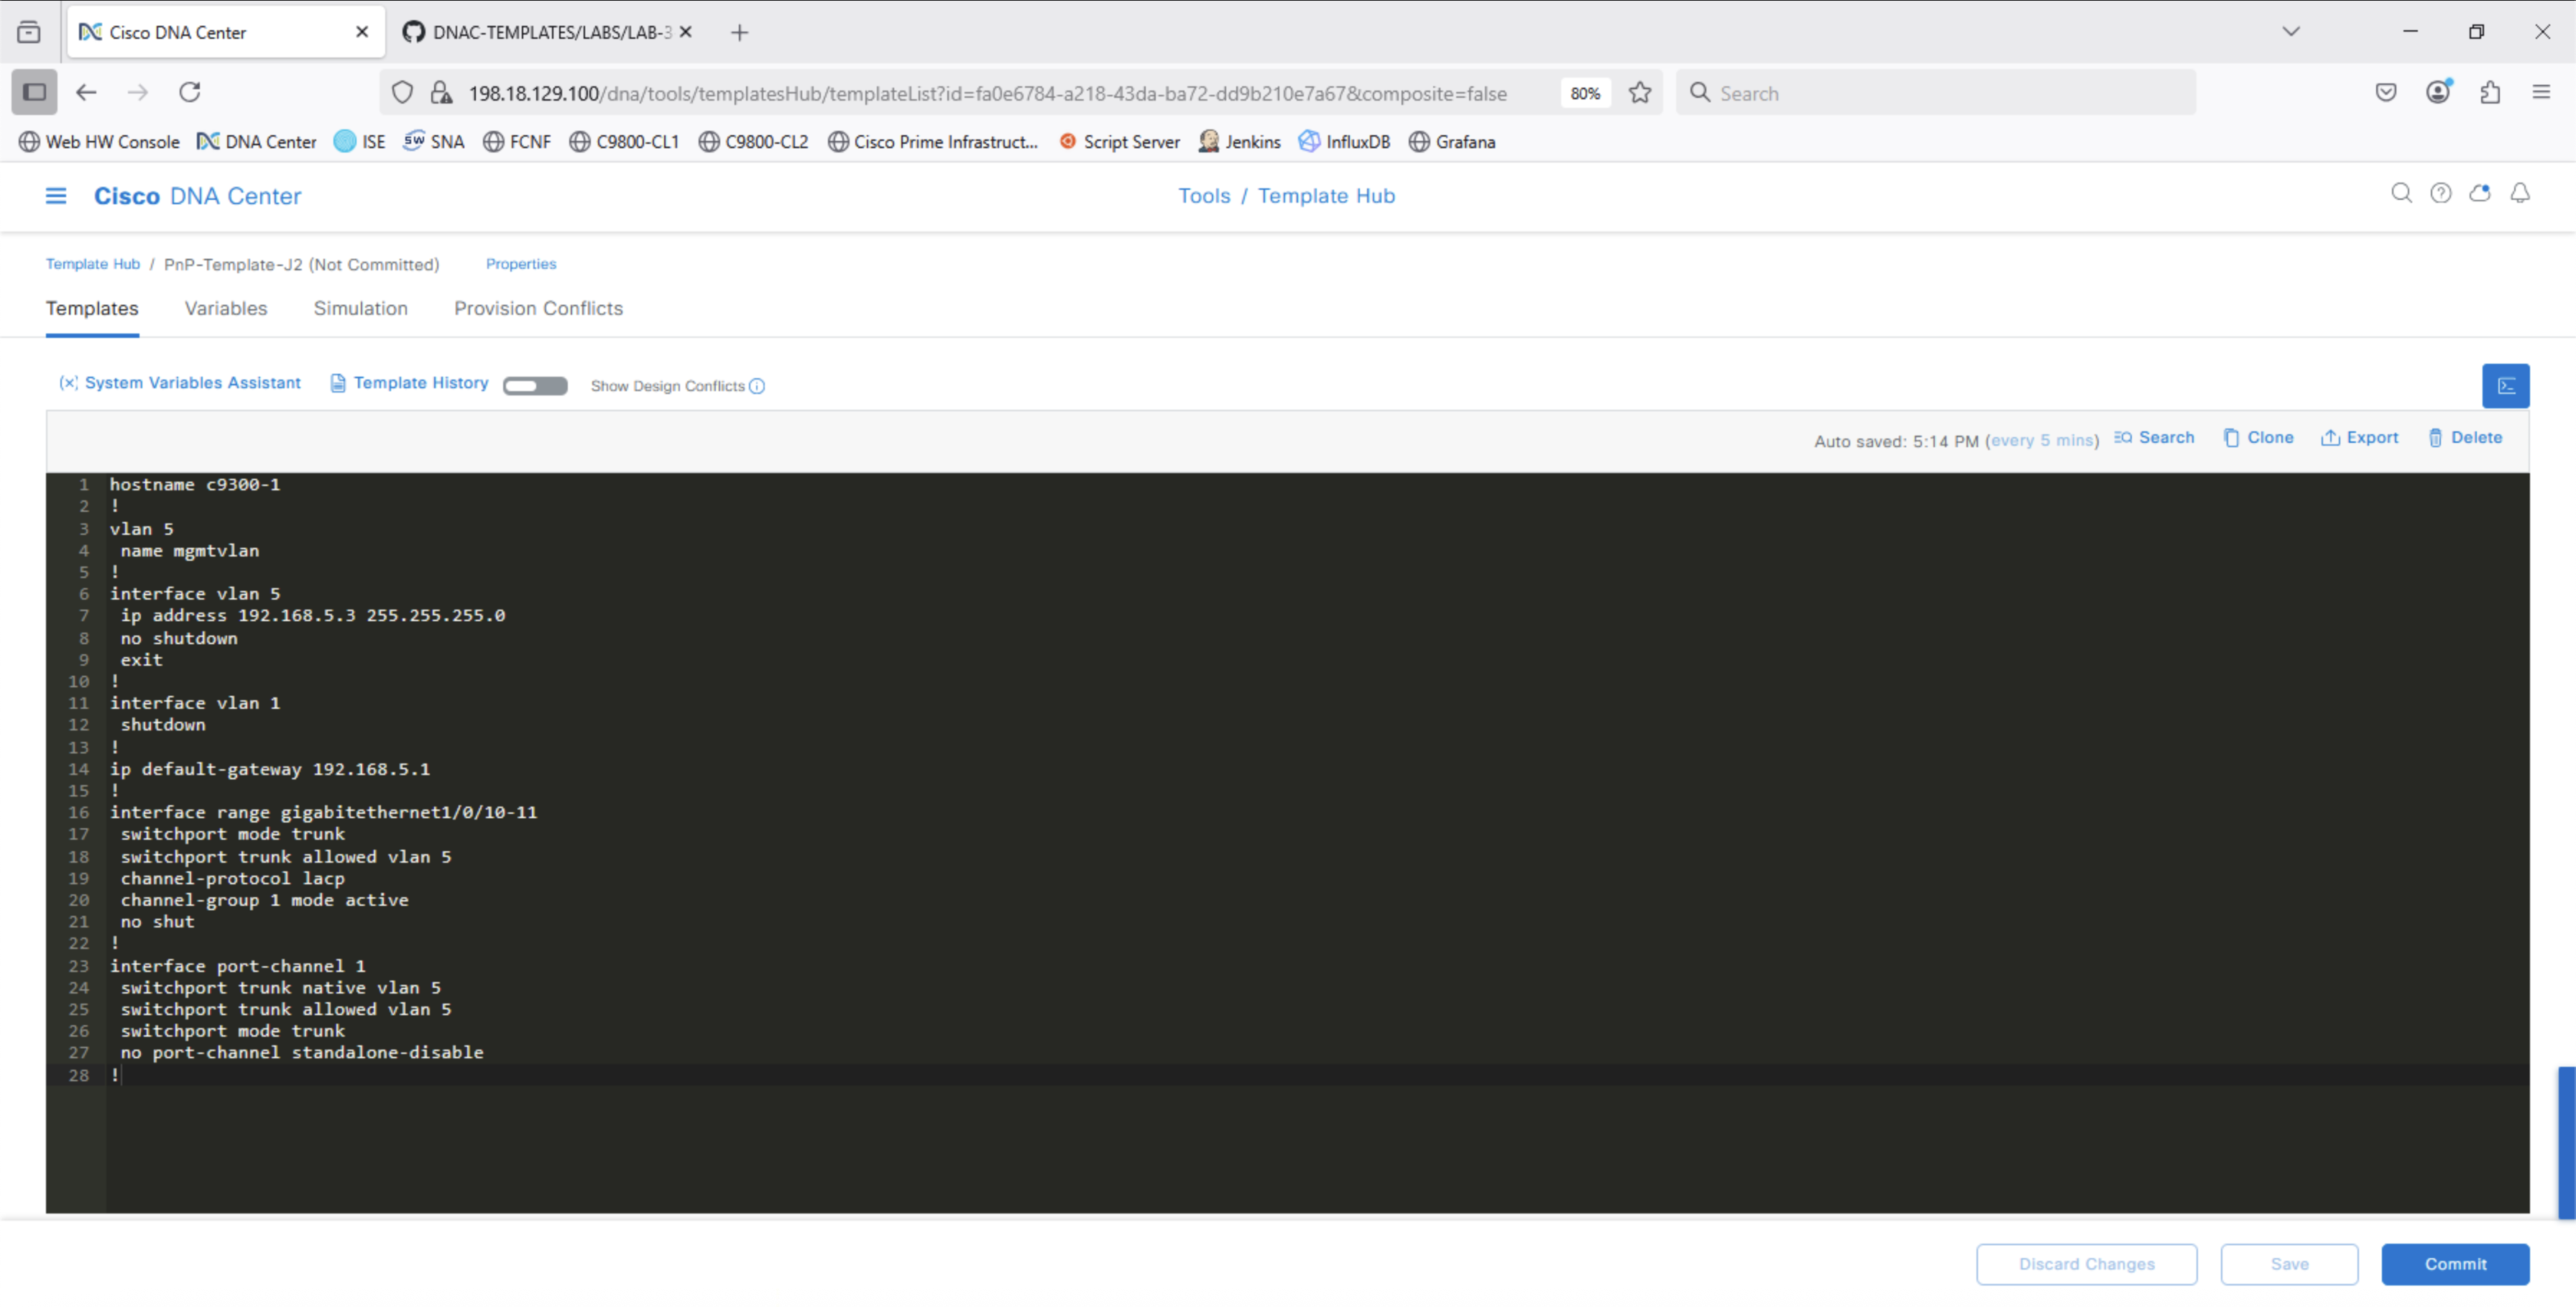 Cisco DNA Center
DNAC-TEMPLATES/LABS/LAB-3
198.18.129.100/dna/tools/templatesHub/templateList?id=fa0e6784-a218-43da-ba72-dd9b210e7a67&composite=false
80%
Search
Web HW Console
DNA Center
ISE
SW SNA
FCNF
C9800-CL1
C9800-CL2
Cisco Prime Infrastruct...
Script Server
Jenkins
InfluxDB
Grafana
Cisco DNA Center
Tools / Template Hub
Template Hub / PnP-Template-J2 (Not Committed)
Properties
Templates
Variables
Simulation
Provision Conflicts
(x) System Variables Assistant
Template History
Show Design Conflicts
Auto saved: 5:14 PM (every 5 mins)
Search
Clone
Export
Delete
1 hostname c9300-1
2 !
3 vlan 5
4 name mgmtvlan
5 !
6 interface vlan 5
7 ip address 192.168.5.3 255.255.255.0
8 no shutdown
9 exit
10 !
11 interface vlan 1
12 shutdown
13 !
14 ip default-gateway 192.168.5.1
15 !
16 interface range gigabitethernet1/0/10-11
17 switchport mode trunk
18 switchport trunk allowed vlan 5
19 channel-protocol lacp
20 channel-group 1 mode active
21 no shut
22 !
23 interface port-channel 1
24 switchport trunk native vlan 5
25 switchport trunk allowed vlan 5
26 switchport mode trunk
27 no port-channel standalone-disable
28 !
Discard Changes
Save
Commit